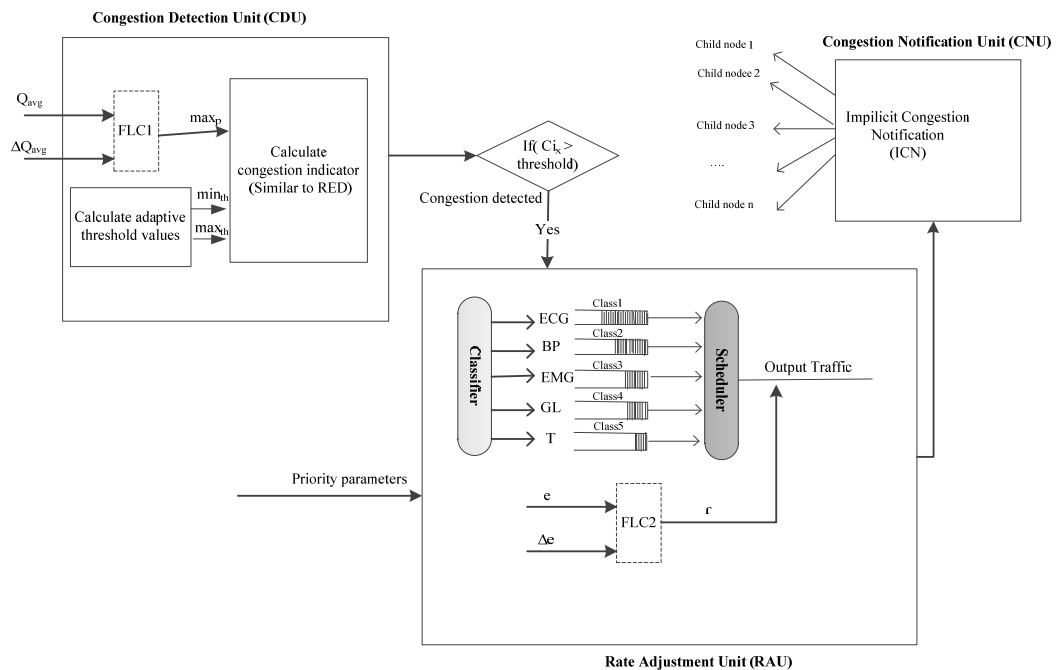 Congestion Detection Unit (CDU)
Q_avg
ΔQ_avg
FLC1
max_p
Calculate
congestion indicator
(Similar to RED)
Calculate adaptive
threshold values
min_th
max_th
If( Ci_x >
threshold)
Congestion detected
Yes
Child node 1
Child nodee 2
Child node 3
....
Child node n
Congestion Notification Unit (CNU)
Impilicit Congestion
Notification
(ICN)
Classifier
ECG
BP
EMG
GL
T
Class1
Class2
Class3
Class4
Class5
Scheduler
Output Traffic
Priority parameters
e
Δe
FLC2
r
Rate Adjustment Unit (RAU)